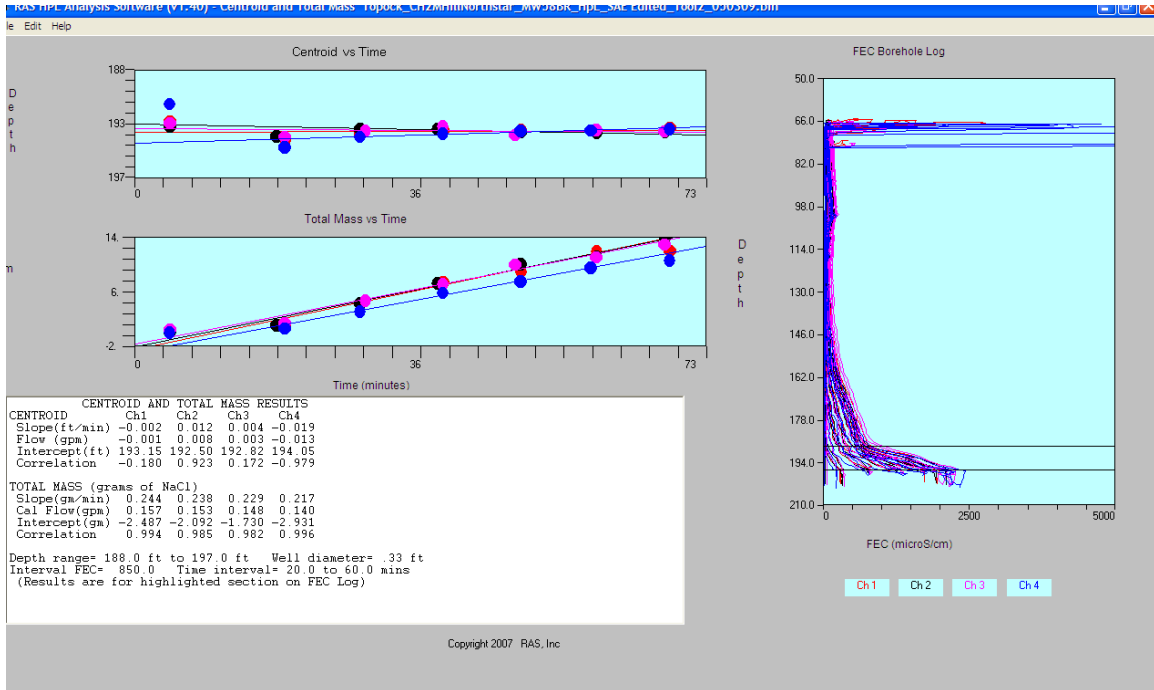 RAS HPL Analysis Software (V1.40) - Centroid and Total Mass Topock_CH2MHillNorthstar_MW58BR_HpL_SAE Edited_Tool2_050509.bin
le Edit Help
Centroid vs Time
Depth
188
193
197
0 36 73
Total Mass vs Time
m
14.
6.
-2.
0 36 73
Time (minutes)
CENTROID AND TOTAL MASS RESULTS
CENTROID Ch1 Ch2 Ch3 Ch4
Slope(ft/min) -0.002 0.012 0.004 -0.019
Flow (gpm) -0.001 0.008 0.003 -0.013
Intercept(ft) 193.15 192.50 192.82 194.05
Correlation -0.180 0.923 0.172 -0.979
TOTAL MASS (grams of NaCl)
Slope(gm/min) 0.244 0.238 0.229 0.217
Cal Flow(gpm) 0.157 0.153 0.148 0.140
Intercept(gm) -2.487 -2.092 -1.730 -2.931
Correlation 0.994 0.985 0.982 0.996
Depth range= 188.0 ft to 197.0 ft Well diameter= .33 ft
Interval FEC= 850.0 Time interval= 20.0 to 60.0 mins
(Results are for highlighted section on FEC Log)
FEC Borehole Log
Depth
50.0
66.0
82.0
98.0
114.0
130.0
146.0
162.0
178.0
194.0
210.0
0 2500 5000
FEC (microS/cm)
Ch 1 Ch 2 Ch 3 Ch 4
Copyright 2007 RAS, Inc